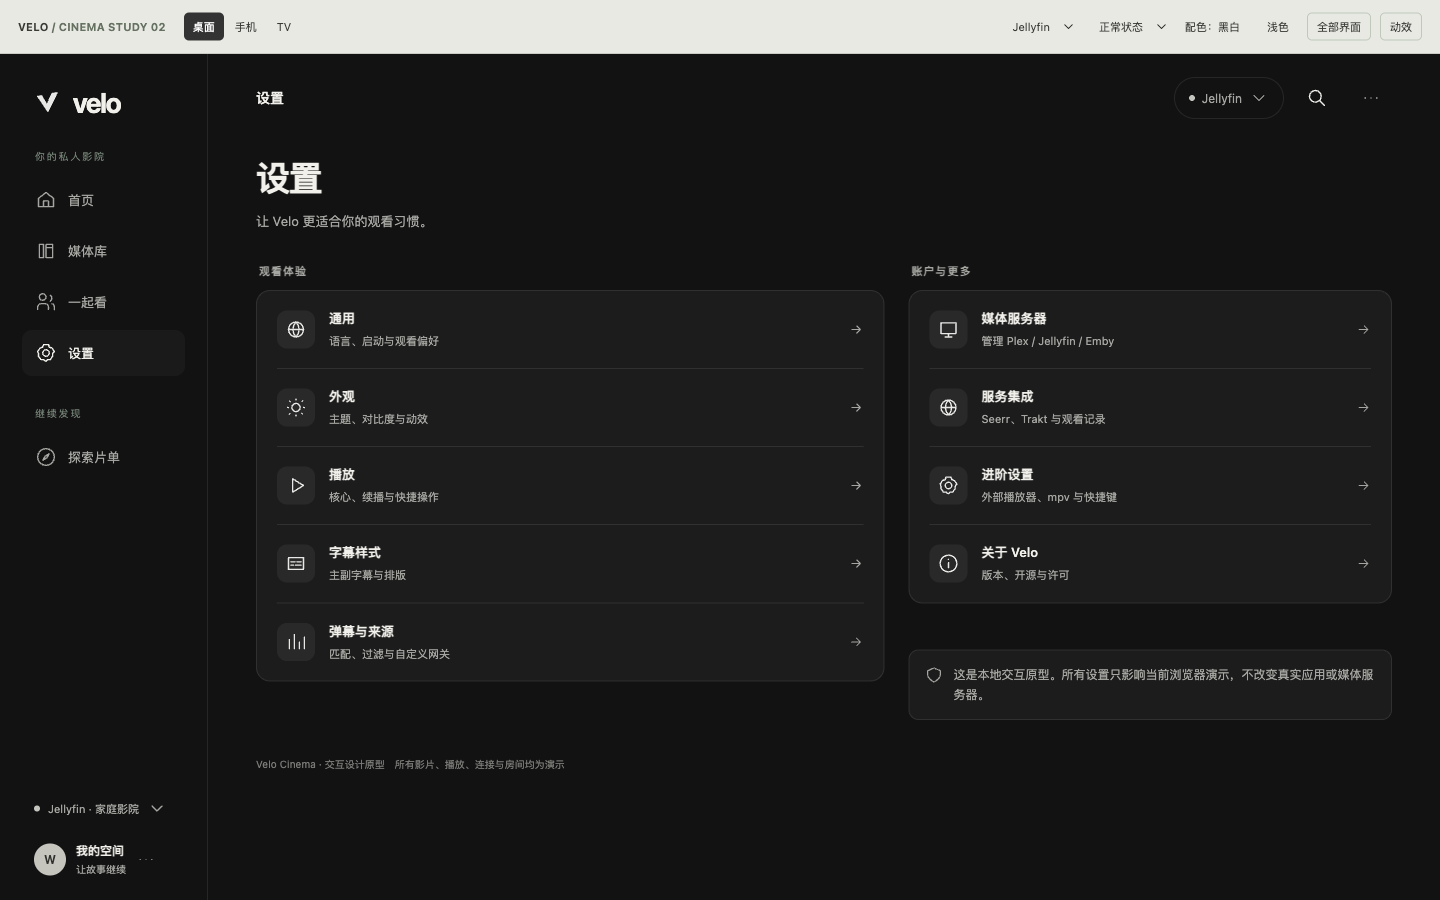 VELO / CINEMA STUDY 02 桌面 手机 TV Jellyfin 正常状态 配色：黑白 浅色 全部界面 动效
velo
你的私人影院
首页
媒体库
一起看
设置
继续发现
探索片单
Jellyfin · 家庭影院
W
我的空间
让故事继续
设置
Jellyfin
设置
让 Velo 更适合你的观看习惯。
观看体验
通用
语言、启动与观看偏好
外观
主题、对比度与动效
播放
核心、续播与快捷操作
字幕样式
主副字幕与排版
弹幕与来源
匹配、过滤与自定义网关
账户与更多
媒体服务器
管理 Plex / Jellyfin / Emby
服务集成
Seerr、Trakt 与观看记录
进阶设置
外部播放器、mpv 与快捷键
关于 Velo
版本、开源与许可
这是本地交互原型。所有设置只影响当前浏览器演示，不改变真实应用或媒体服
务器。
Velo Cinema · 交互设计原型 所有影片、播放、连接与房间均为演示